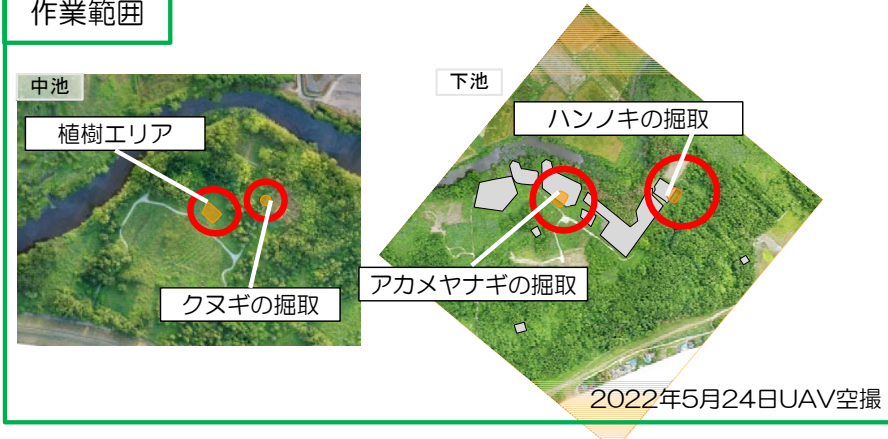 作業範囲
中池
植樹エリア
クヌギの掘取
下池
ハンノキの掘取
アカメヤナギの掘取
2022年5月24日UAV空撮